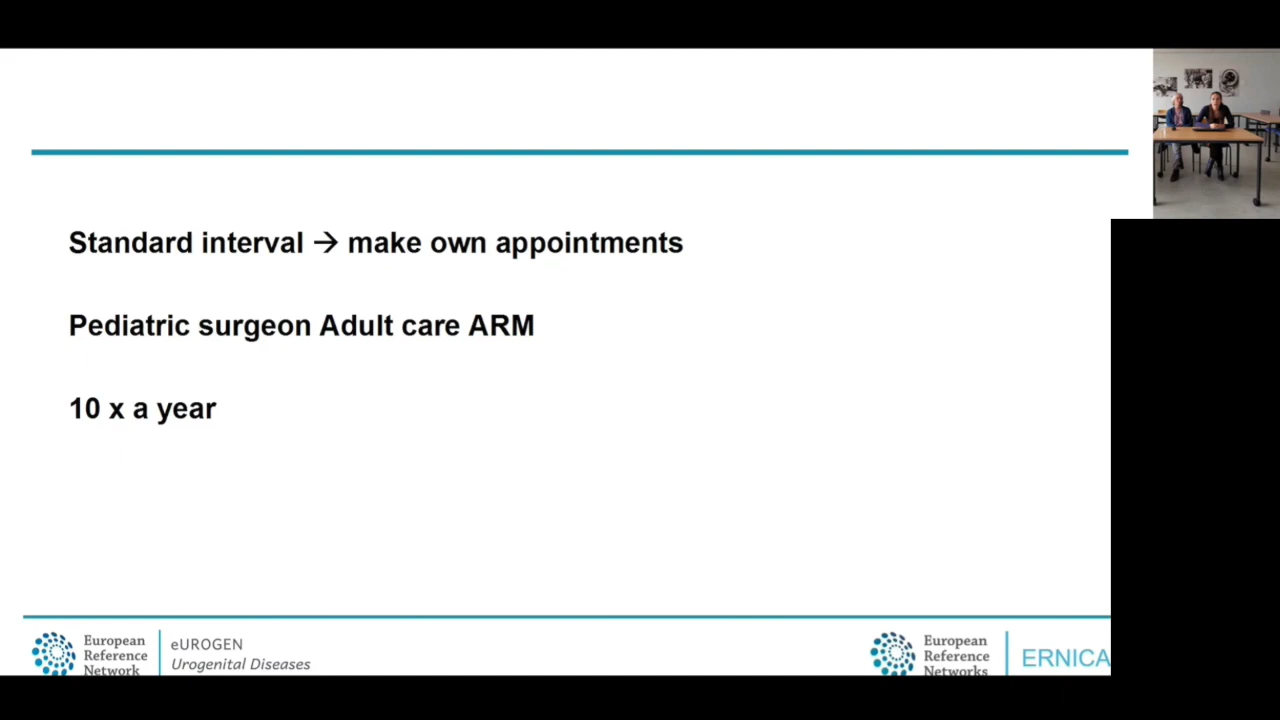 Standard interval → make own appointments
Pediatric surgeon Adult care ARM
10 x a year
European
Reference
Network
eUROGEN
Urogenital Diseases
European
Reference
Networks
ERNICA